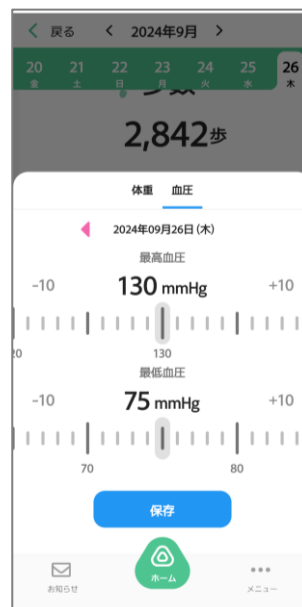 戻る 2024年9月
20 21 22 23 24 25 26
金 土 日 月 火 水 木
歩数
2,842歩
体重 血圧
2024年09月26日(木)
最高血圧
-10 130 mmHg +10
130
最低血圧
-10 75 mmHg +10
70 80
保存
お知らせ ホーム メニュー